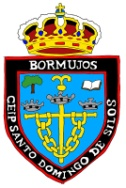 BORMUJOS
CEIP SANTO DOMINGO DE SILOS